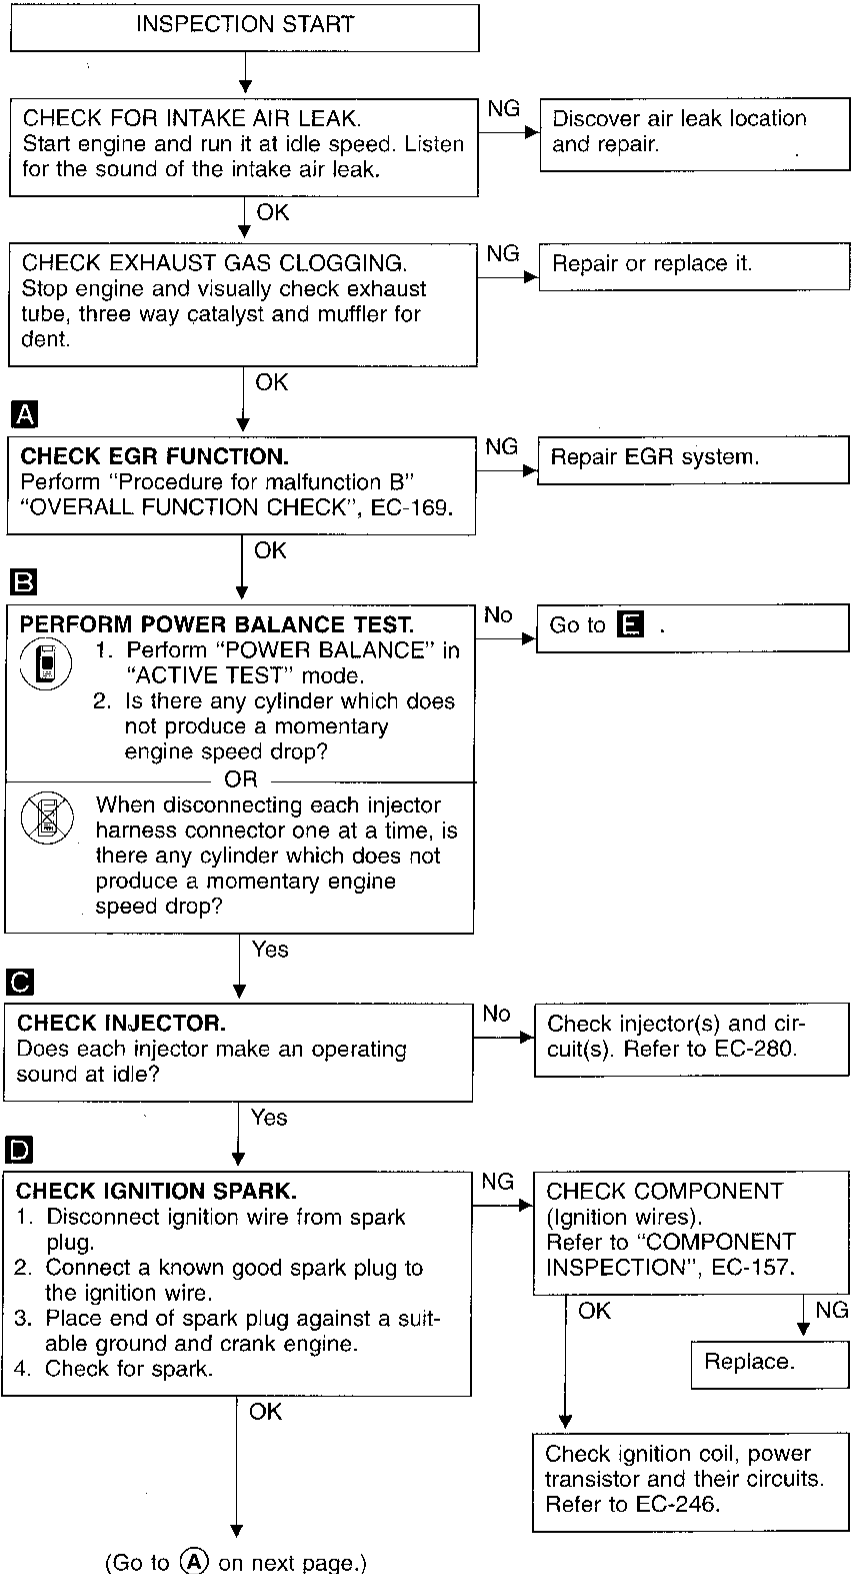 INSPECTION START
CHECK FOR INTAKE AIR LEAK.
Start engine and run it at idle speed. Listen
for the sound of the intake air leak.
NG
Discover air leak location
and repair.
OK
CHECK EXHAUST GAS CLOGGING.
Stop engine and visually check exhaust
tube, three way catalyst and muffler for
dent.
NG
Repair or replace it.
OK
A
CHECK EGR FUNCTION.
Perform “Procedure for malfunction B”
“OVERALL FUNCTION CHECK”, EC-169.
NG
Repair EGR system.
OK
B
PERFORM POWER BALANCE TEST.
1. Perform “POWER BALANCE” in
“ACTIVE TEST” mode.
2. Is there any cylinder which does
not produce a momentary
engine speed drop?
OR
When disconnecting each injector
harness connector one at a time, is
there any cylinder which does not
produce a momentary engine
speed drop?
No
Go to E .
Yes
C
CHECK INJECTOR.
Does each injector make an operating
sound at idle?
No
Check injector(s) and cir-
cuit(s). Refer to EC-280.
Yes
D
CHECK IGNITION SPARK.
1. Disconnect ignition wire from spark
plug.
2. Connect a known good spark plug to
the ignition wire.
3. Place end of spark plug against a suit-
able ground and crank engine.
4. Check for spark.
NG
CHECK COMPONENT
(Ignition wires).
Refer to “COMPONENT
INSPECTION”, EC-157.
OK
NG
Replace.
Check ignition coil, power
transistor and their circuits.
Refer to EC-246.
OK
(Go to A on next page.)